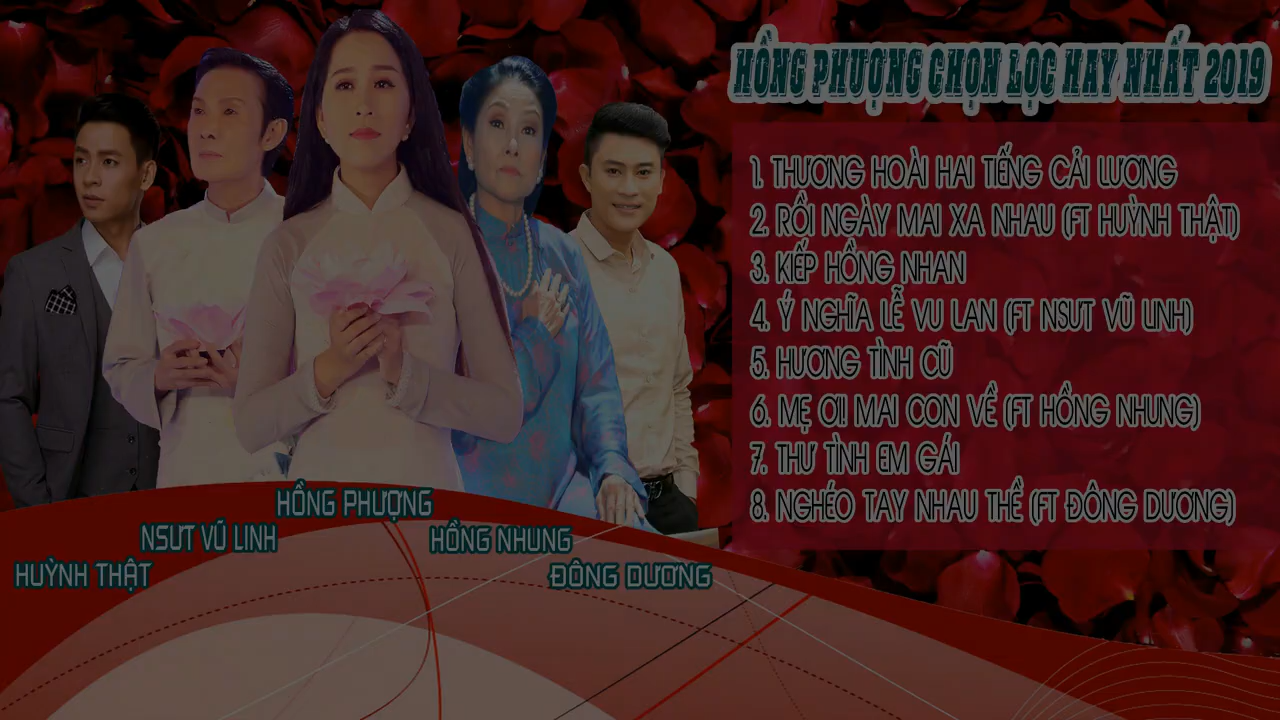 HỒNG PHƯỢNG CHỌN LỌC HAY NHẤT 2019
1. THƯƠNG HOÀI HAI TIẾNG CẢI LƯƠNG
2. RỒI NGÀY MAI XA NHAU (FT HUỲNH THẬT)
3. KIẾP HỒNG NHAN
4. Ý NGHĨA LỄ VU LAN (FT NSƯT VŨ LINH)
5. HƯƠNG TÌNH CŨ
6. MẸ ƠI! MAI CON VỀ (FT HỒNG NHUNG)
7. THƯ TÌNH EM GÁI
8. NGHÉO TAY NHAU THỀ (FT ĐÔNG DƯƠNG)
HỒNG PHƯỢNG
NSƯT VŨ LINH
HỒNG NHUNG
HUỲNH THẬT
ĐÔNG DƯƠNG